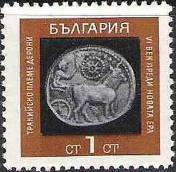 БЪЛГАРИЯ
ТРАКИЙСКО ПЛЕМЕ ДЕРОНИ
VI ВЕК ПРЕДИ НОВАТА ЕРА
СТ 1 СТ